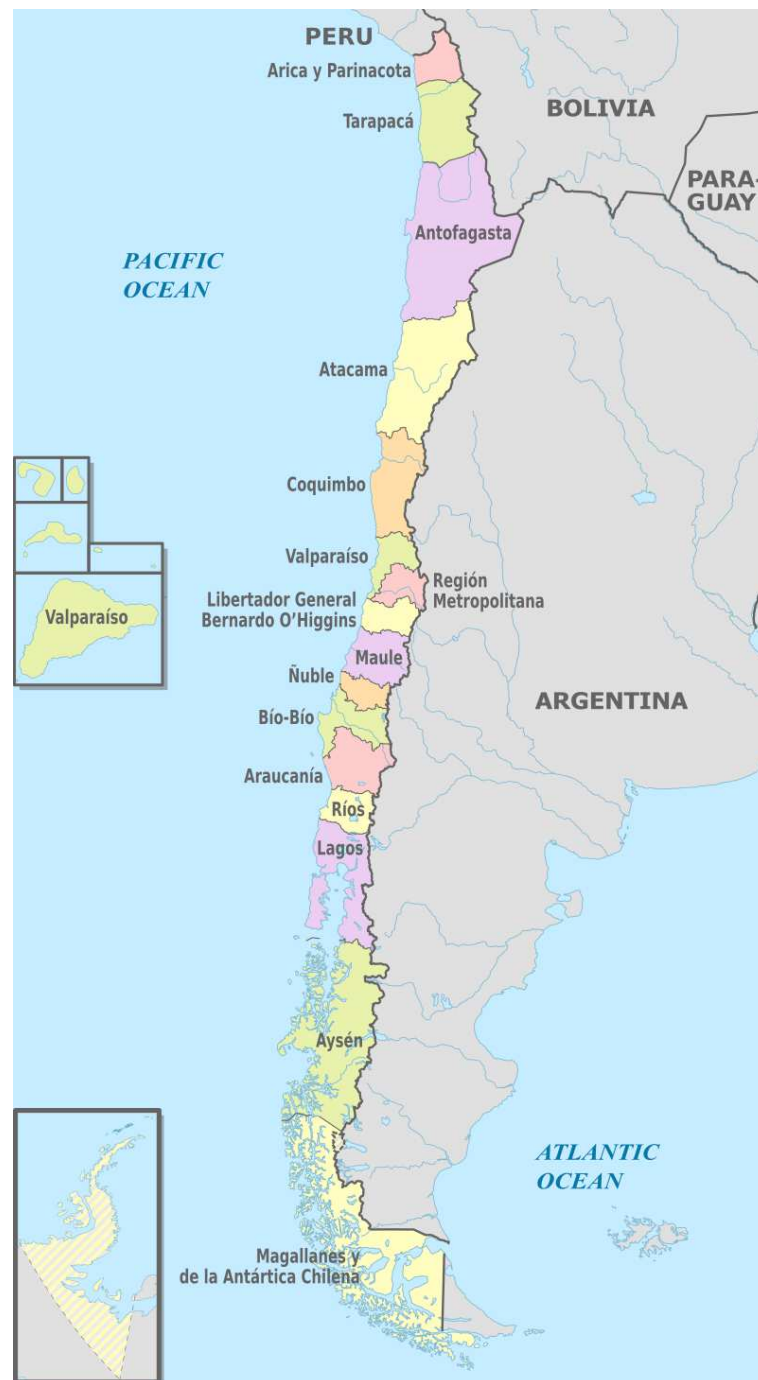 PERU
Arica y Parinacota
BOLIVIA
Tarapacá
PARA-
GUAY
Antofagasta
PACIFIC
OCEAN
Atacama
Coquimbo
Valparaíso
Región
Metropolitana
Libertador General
Bernardo O’Higgins
Valparaíso
Maule
Ñuble
ARGENTINA
Bío-Bío
Araucanía
Ríos
Lagos
Aysén
ATLANTIC
OCEAN
Magallanes y
de la Antártica Chilena